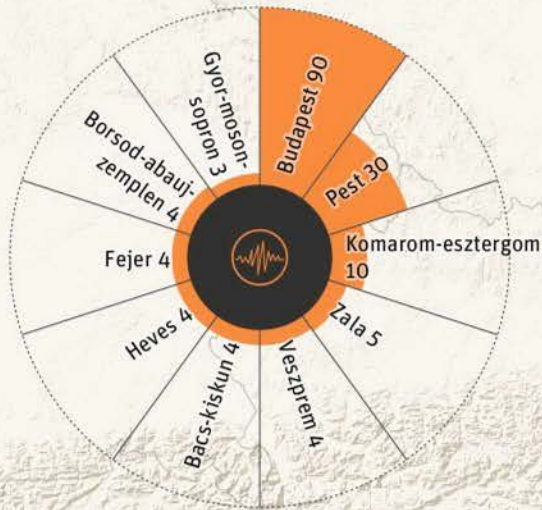 Budapest 90
Pest 30
Komarom-esztergom
10
Zala 5
Veszprem 4
Bacs-kiskun 4
Heves 4
Fejer 4
Borsod-abauj-
zemplen 4
Gyor-moson-
sopron 3